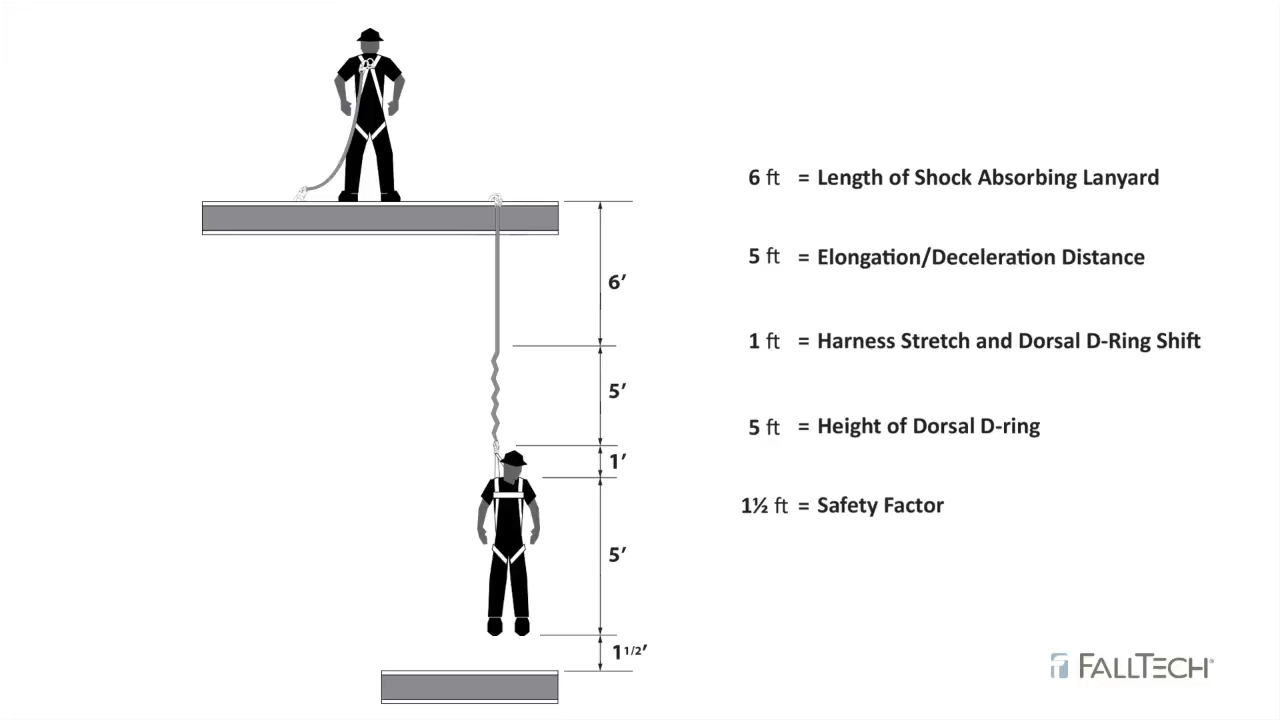 6 ft = Length of Shock Absorbing Lanyard
5 ft = Elongation/Deceleration Distance
1 ft = Harness Stretch and Dorsal D-Ring Shift
5 ft = Height of Dorsal D-ring
1½ ft = Safety Factor
6′
5′
1′
5′
1 1/2′
FALLTECH®